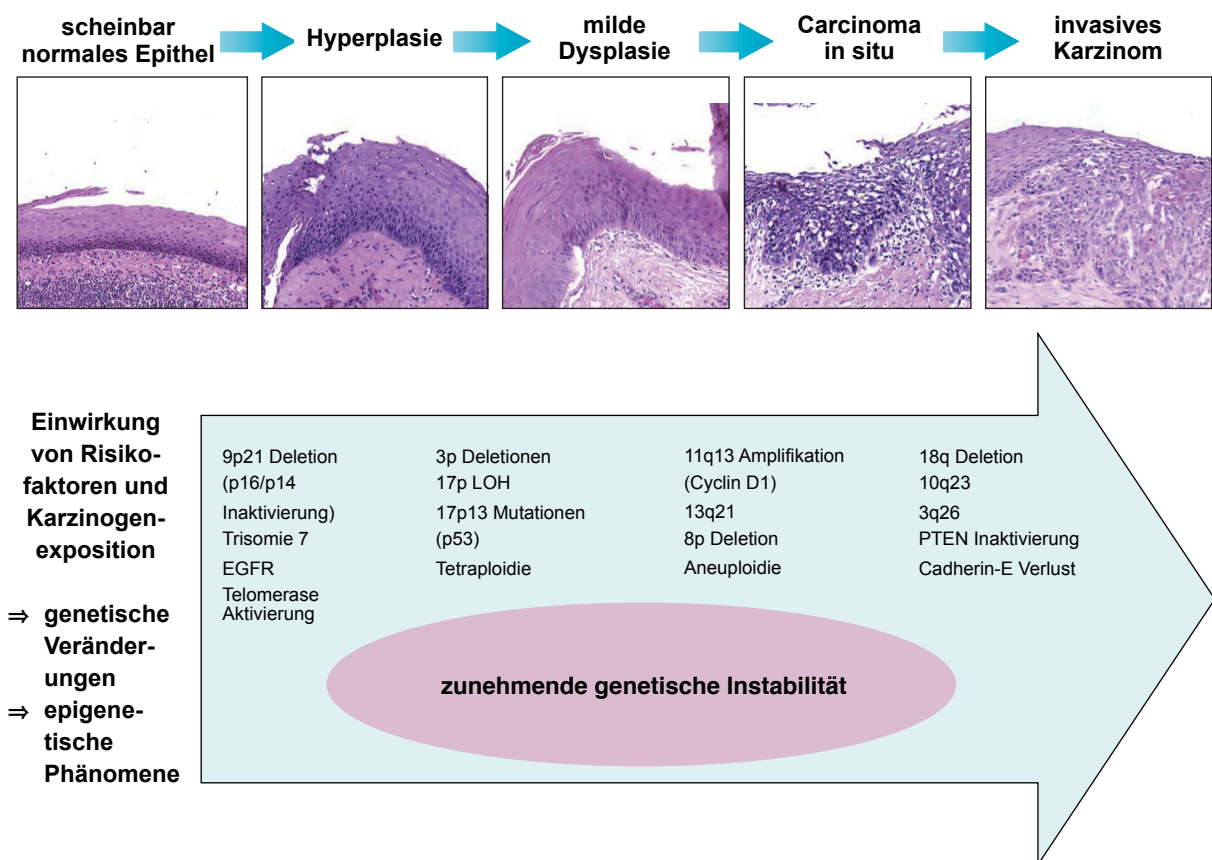 scheinbar
normales Epithel
Hyperplasie
milde
Dysplasie
Carcinoma
in situ
invasives
Karzinom
Einwirkung
von Risiko-
faktoren und
Karzinogen-
exposition
⇒ genetische
Veränder-
ungen
⇒ epigene-
tische
Phänomene
9p21 Deletion
(p16/p14
Inaktivierung)
Trisomie 7
EGFR
Telomerase
Aktivierung
3p Deletionen
17p LOH
17p13 Mutationen
(p53)
Tetraploidie
11q13 Amplifikation
(Cyclin D1)
13q21
8p Deletion
Aneuploidie
18q Deletion
10q23
3q26
PTEN Inaktivierung
Cadherin-E Verlust
zunehmende genetische Instabilität